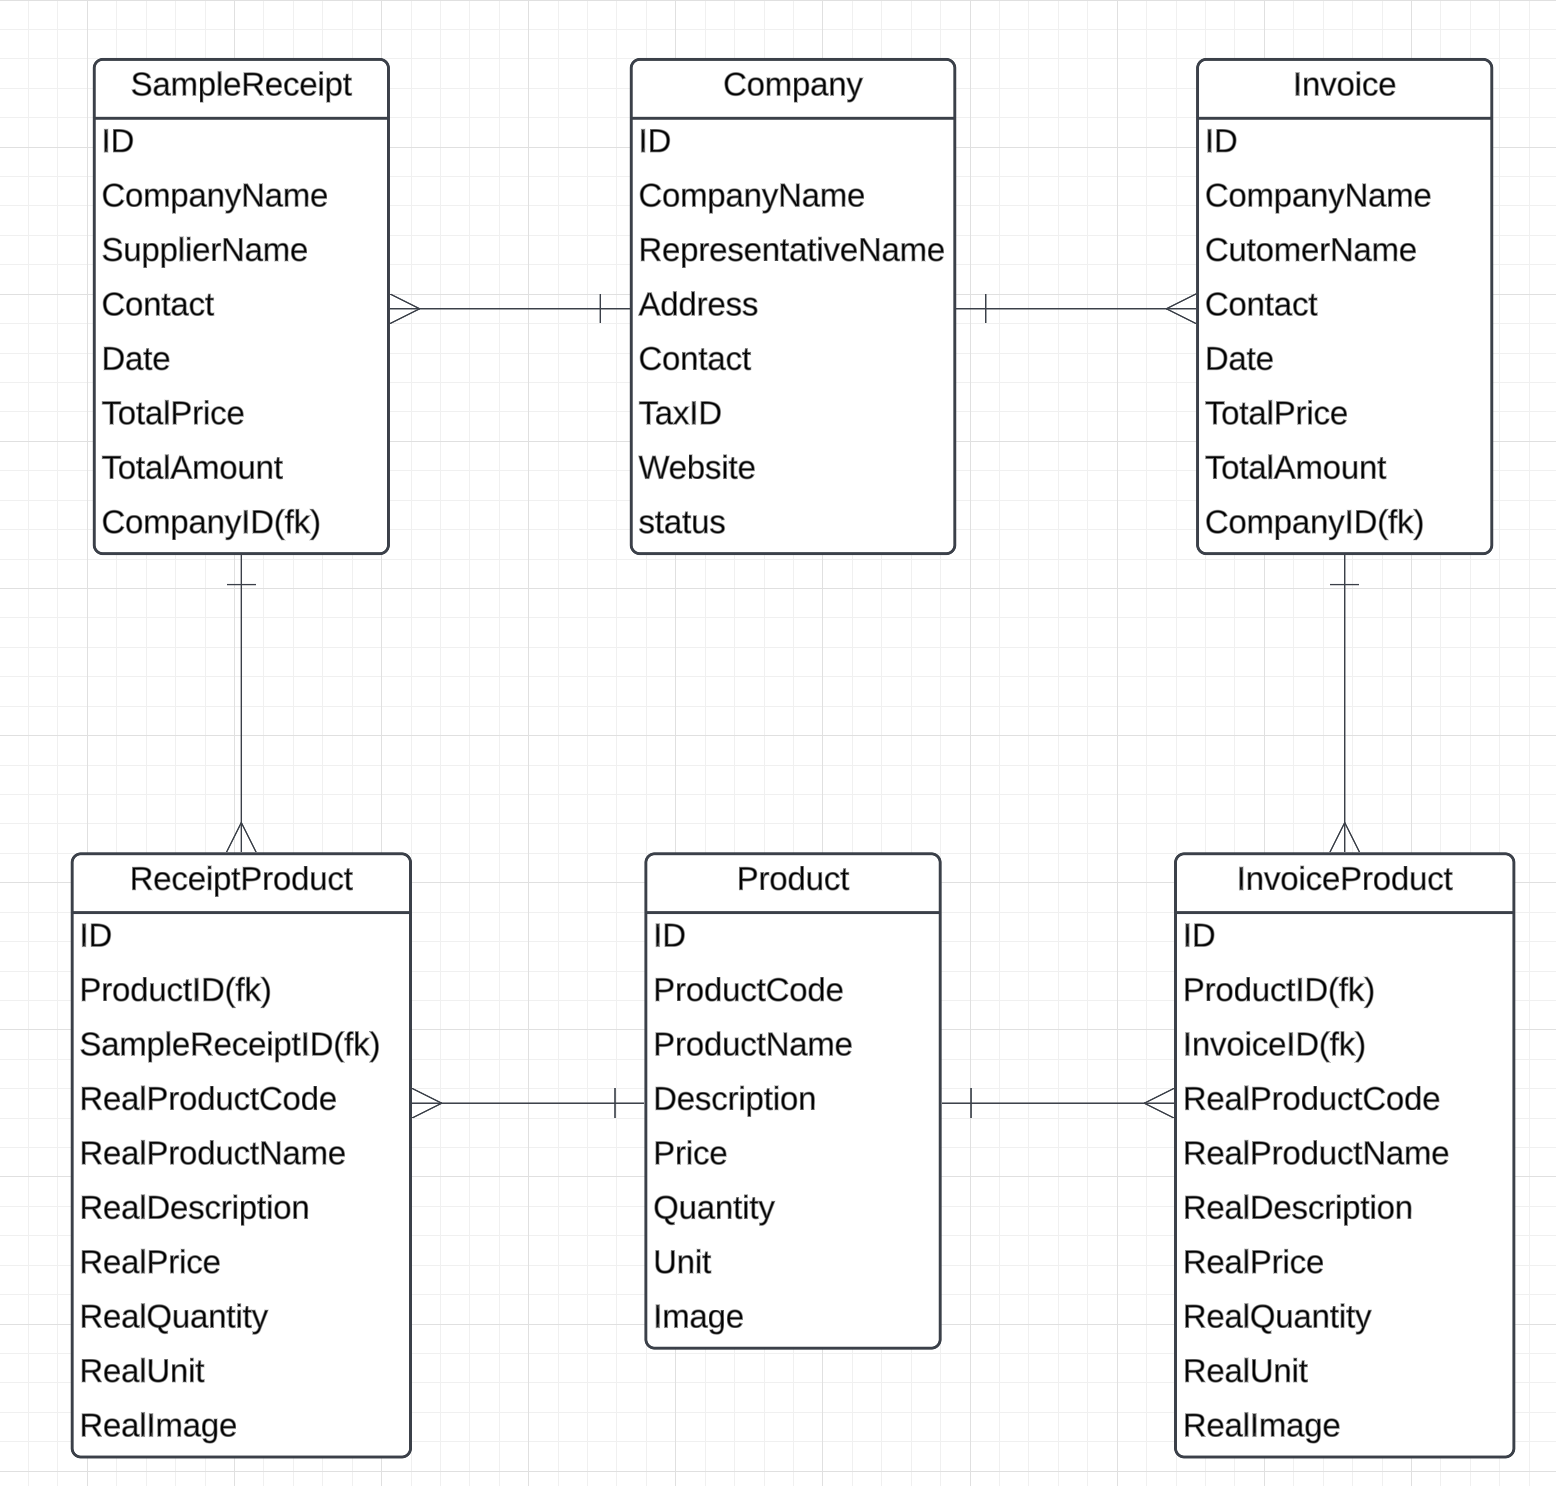 SampleReceipt
ID
CompanyName
SupplierName
Contact
Date
TotalPrice
TotalAmount
CompanyID(fk)
Company
ID
CompanyName
RepresentativeName
Address
Contact
TaxID
Website
status
Invoice
ID
CompanyName
CutomerName
Contact
Date
TotalPrice
TotalAmount
CompanyID(fk)
ReceiptProduct
ID
ProductID(fk)
SampleReceiptID(fk)
RealProductCode
RealProductName
RealDescription
RealPrice
RealQuantity
RealUnit
RealImage
Product
ID
ProductCode
ProductName
Description
Price
Quantity
Unit
Image
InvoiceProduct
ID
ProductID(fk)
InvoiceID(fk)
RealProductCode
RealProductName
RealDescription
RealPrice
RealQuantity
RealUnit
RealImage